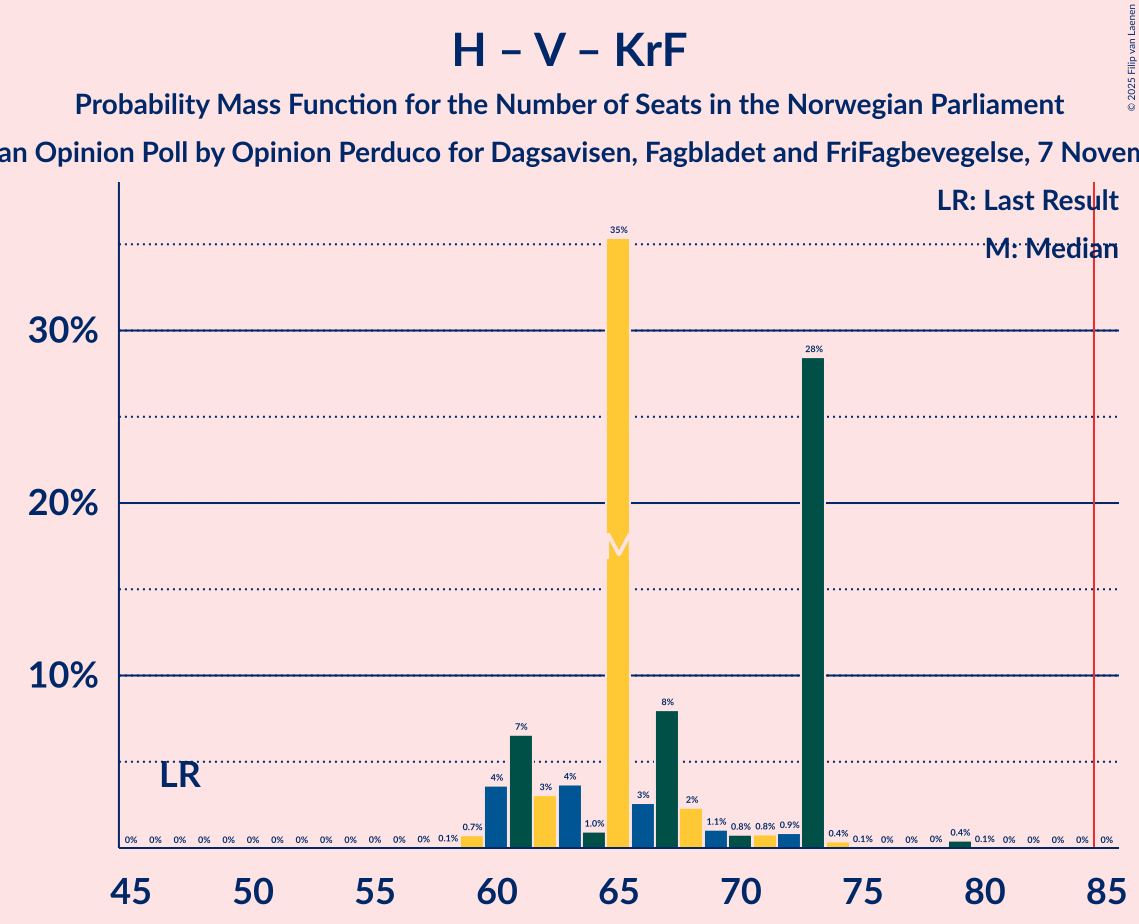 H – V – KrF
Probability Mass Function for the Number of Seats in the Norwegian Parliament
an Opinion Poll by Opinion Perduco for Dagsavisen, Fagbladet and FriFagbevegelse, 7 Novem
© 2025 Filip van Laenen
LR: Last Result
M: Median
30%
20%
10%
LR
M
0% 0% 0% 0% 0% 0% 0% 0% 0% 0% 0% 0% 0% 0.1% 0.7% 4% 7% 3% 4% 1.0% 35% 3% 8% 2% 1.1% 0.8% 0.8% 0.9% 28% 0.4% 0.1% 0% 0% 0% 0.4% 0.1% 0% 0% 0% 0% 0%
45 50 55 60 65 70 75 80 85